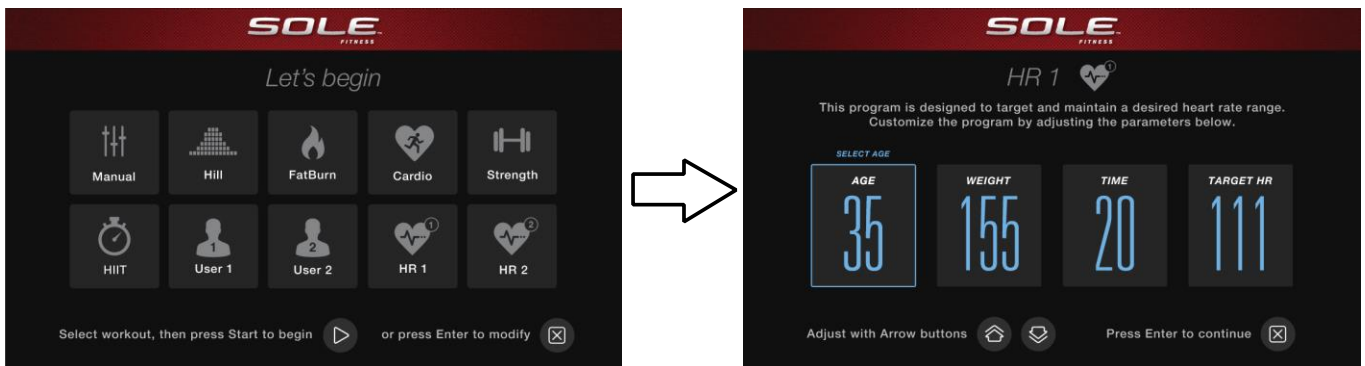 SOLE
FITNESS
Let's begin
Manual
Hill
FatBurn
Cardio
Strength
HIIT
1
User 1
2
User 2
1
HR 1
2
HR 2
Select workout, then press Start to begin
or press Enter to modify
SOLE
FITNESS
HR 1
1
This program is designed to target and maintain a desired heart rate range.
Customize the program by adjusting the parameters below.
SELECT AGE
AGE
35
WEIGHT
155
TIME
20
TARGET HR
111
Adjust with Arrow buttons
Press Enter to continue